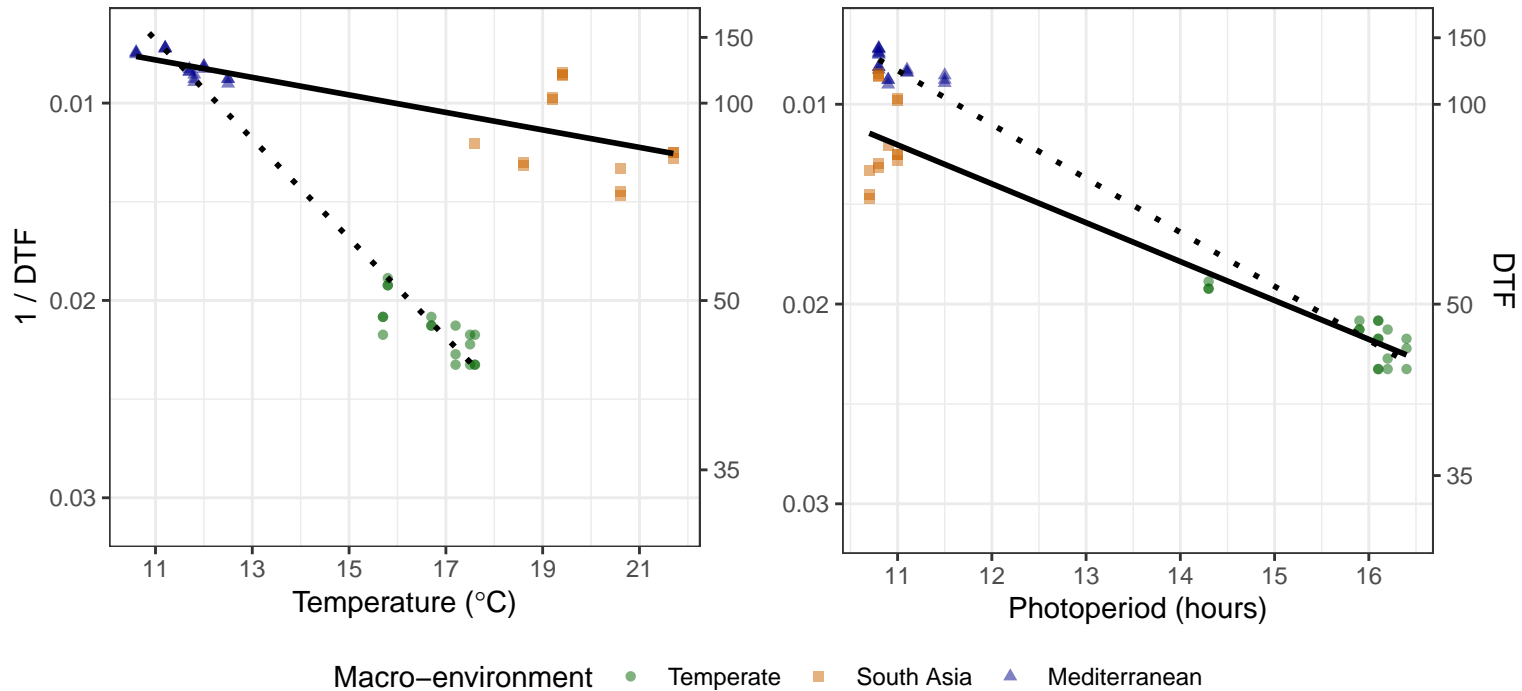 1 / DTF
0.01
0.02
0.03
150
100
50
35
11 13 15 17 19 21
Temperature (°C)
0.01
0.02
0.03
150
100
50
35
DTF
11 12 13 14 15 16
Photoperiod (hours)
Macro−environment Temperate South Asia Mediterranean